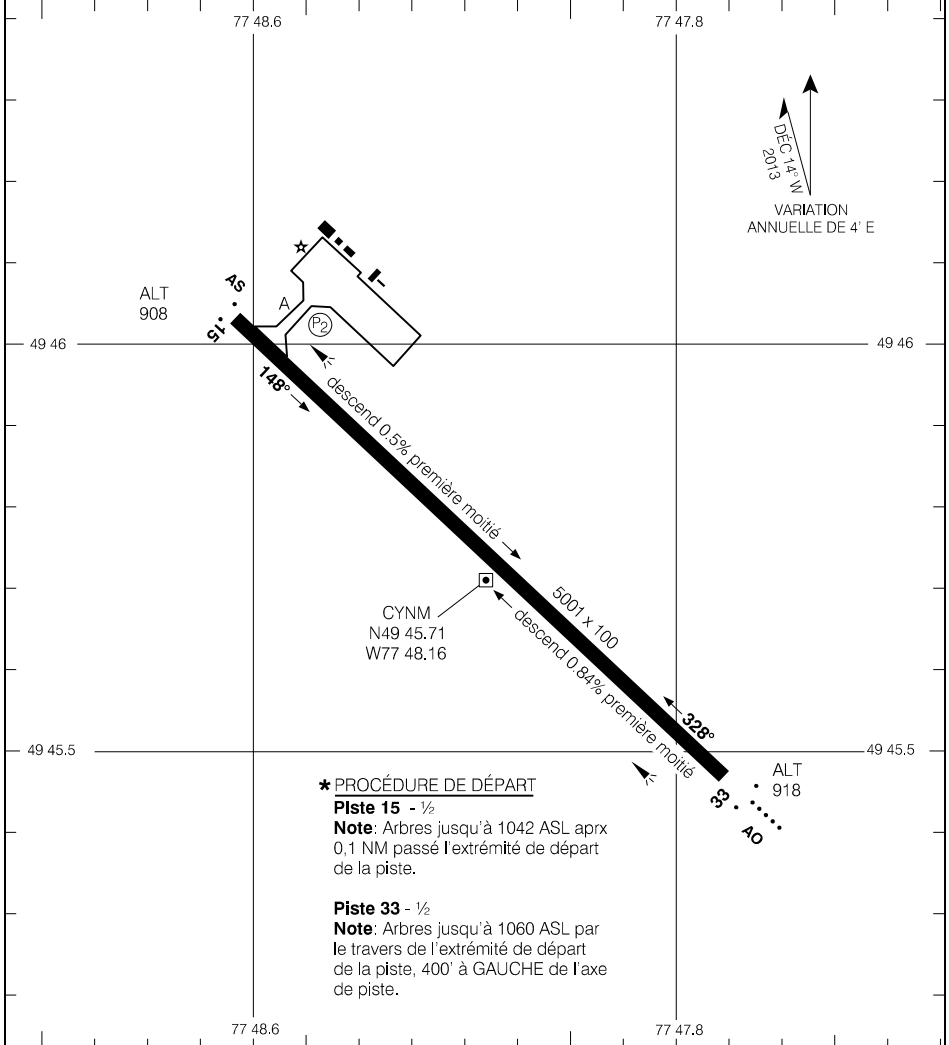 77 48.6
77 47.8
DÉC 14° W
2013
VARIATION
ANNUELLE DE 4' E
ALT
908
AS
15
A
P2
49 46
49 46
148°
descend 0.5% première moitié
5001 x 100
CYNM
N49 45.71
W77 48.16
descend 0.84% première moitié
328°
49 45.5
49 45.5
ALT
918
33
AO
* PROCÉDURE DE DÉPART
Piste 15 - ½
Note: Arbres jusqu'à 1042 ASL aprx
0,1 NM passé l'extrémité de départ
de la piste.
Piste 33 - ½
Note: Arbres jusqu'à 1060 ASL par
le travers de l'extrémité de départ
de la piste, 400' à GAUCHE de l'axe
de piste.
77 48.6
77 47.8